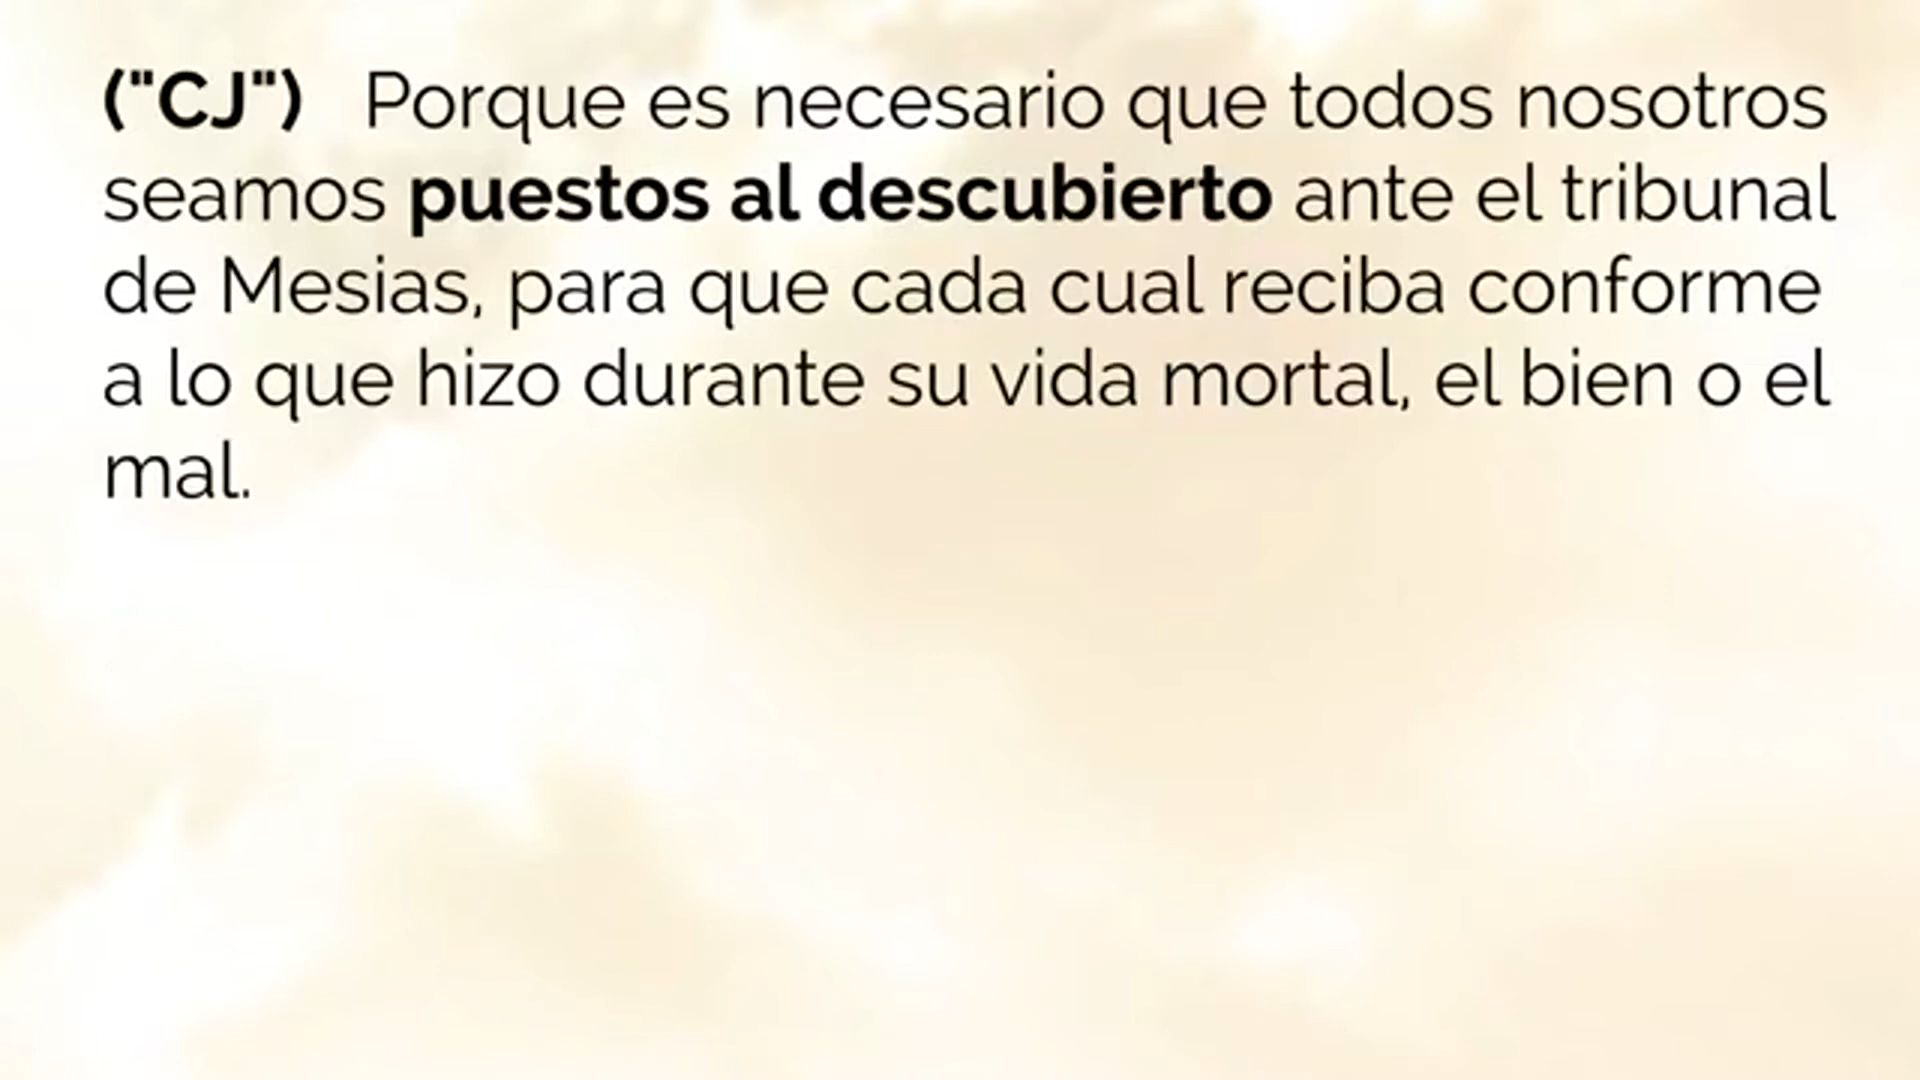 ("CJ") Porque es necesario que todos nosotros
seamos puestos al descubierto ante el tribunal
de Mesias, para que cada cual reciba conforme
a lo que hizo durante su vida mortal, el bien o el
mal.